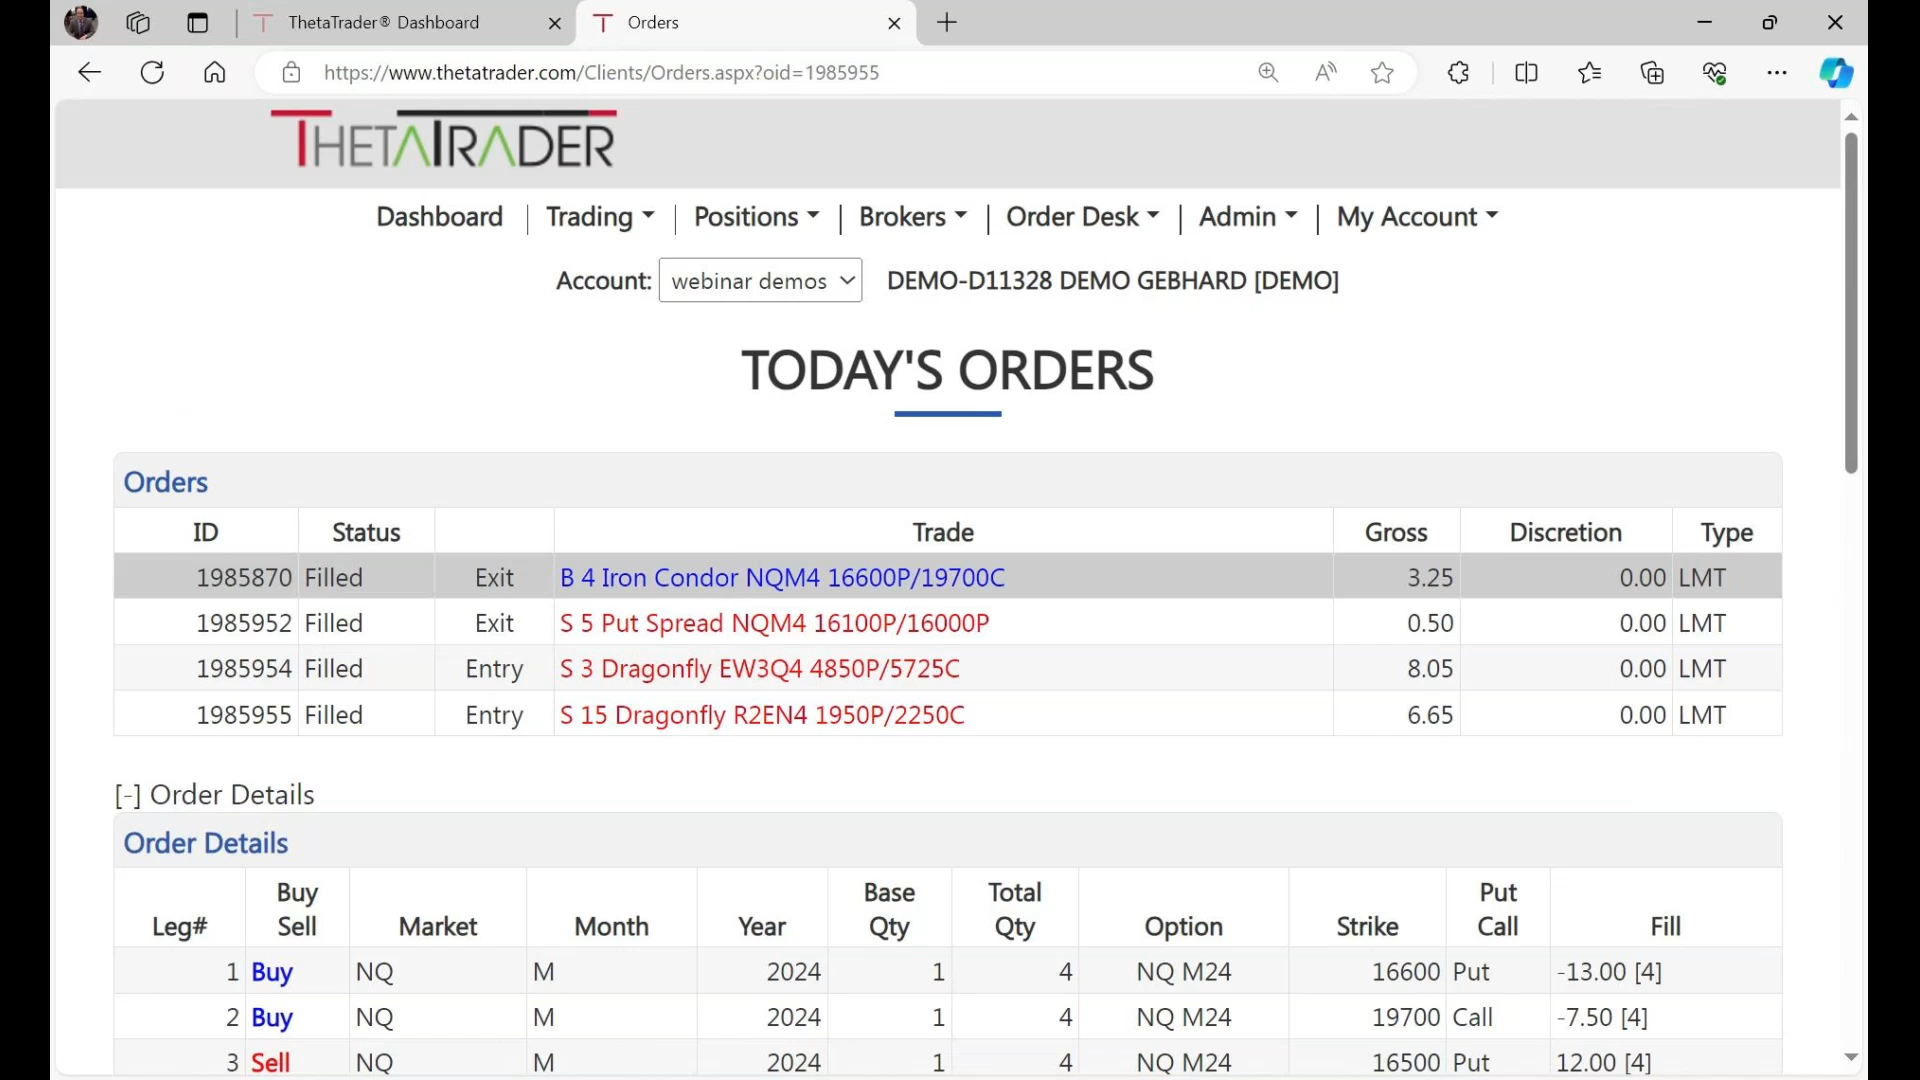 ThetaTrader® Dashboard
Orders
https://www.thetatrader.com/Clients/Orders.aspx?oid=1985955
THETATRADER
Dashboard | Trading | Positions | Brokers | Order Desk | Admin | My Account
Account: webinar demos DEMO-D11328 DEMO GEBHARD [DEMO]
TODAY'S ORDERS
Orders
ID Status Trade Gross Discretion Type
1985870 Filled Exit B 4 Iron Condor NQM4 16600P/19700C 3.25 0.00 LMT
1985952 Filled Exit S 5 Put Spread NQM4 16100P/16000P 0.50 0.00 LMT
1985954 Filled Entry S 3 Dragonfly EW3Q4 4850P/5725C 8.05 0.00 LMT
1985955 Filled Entry S 15 Dragonfly R2EN4 1950P/2250C 6.65 0.00 LMT
[-] Order Details
Order Details
Leg# Buy Sell Market Month Year Base Qty Total Qty Option Strike Put Call Fill
1 Buy NQ M 2024 1 4 NQ M24 16600 Put -13.00 [4]
2 Buy NQ M 2024 1 4 NQ M24 19700 Call -7.50 [4]
3 Sell NQ M 2024 1 4 NQ M24 16500 Put 12.00 [4]